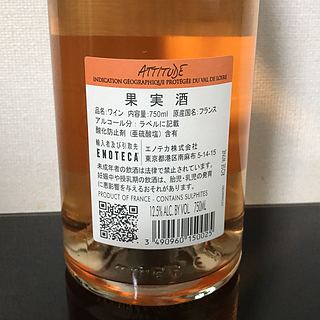 ATTITUDE
INDICATION GÉOGRAPHIQUE PROTÉGÉE DU VAL DE LOIRE
果実酒
品名:ワイン 内容量:750ml 原産国名:フランス
アルコール分:ラベルに記載
酸化防止剤(亜硫酸塩)含有
輸入者及び引取先
ENOTECA
エノテカ株式会社
東京都港区南麻布 5-14-15
未成年者の飲酒は法律で禁止されています。
妊娠中や授乳期の飲酒は、胎児・乳児の発育
に悪影響を与えるおそれがあります。
PRODUCT OF FRANCE - CONTAINS SULPHITES
12.5% ALC. BY VOL. 750ML
3 490960 150025